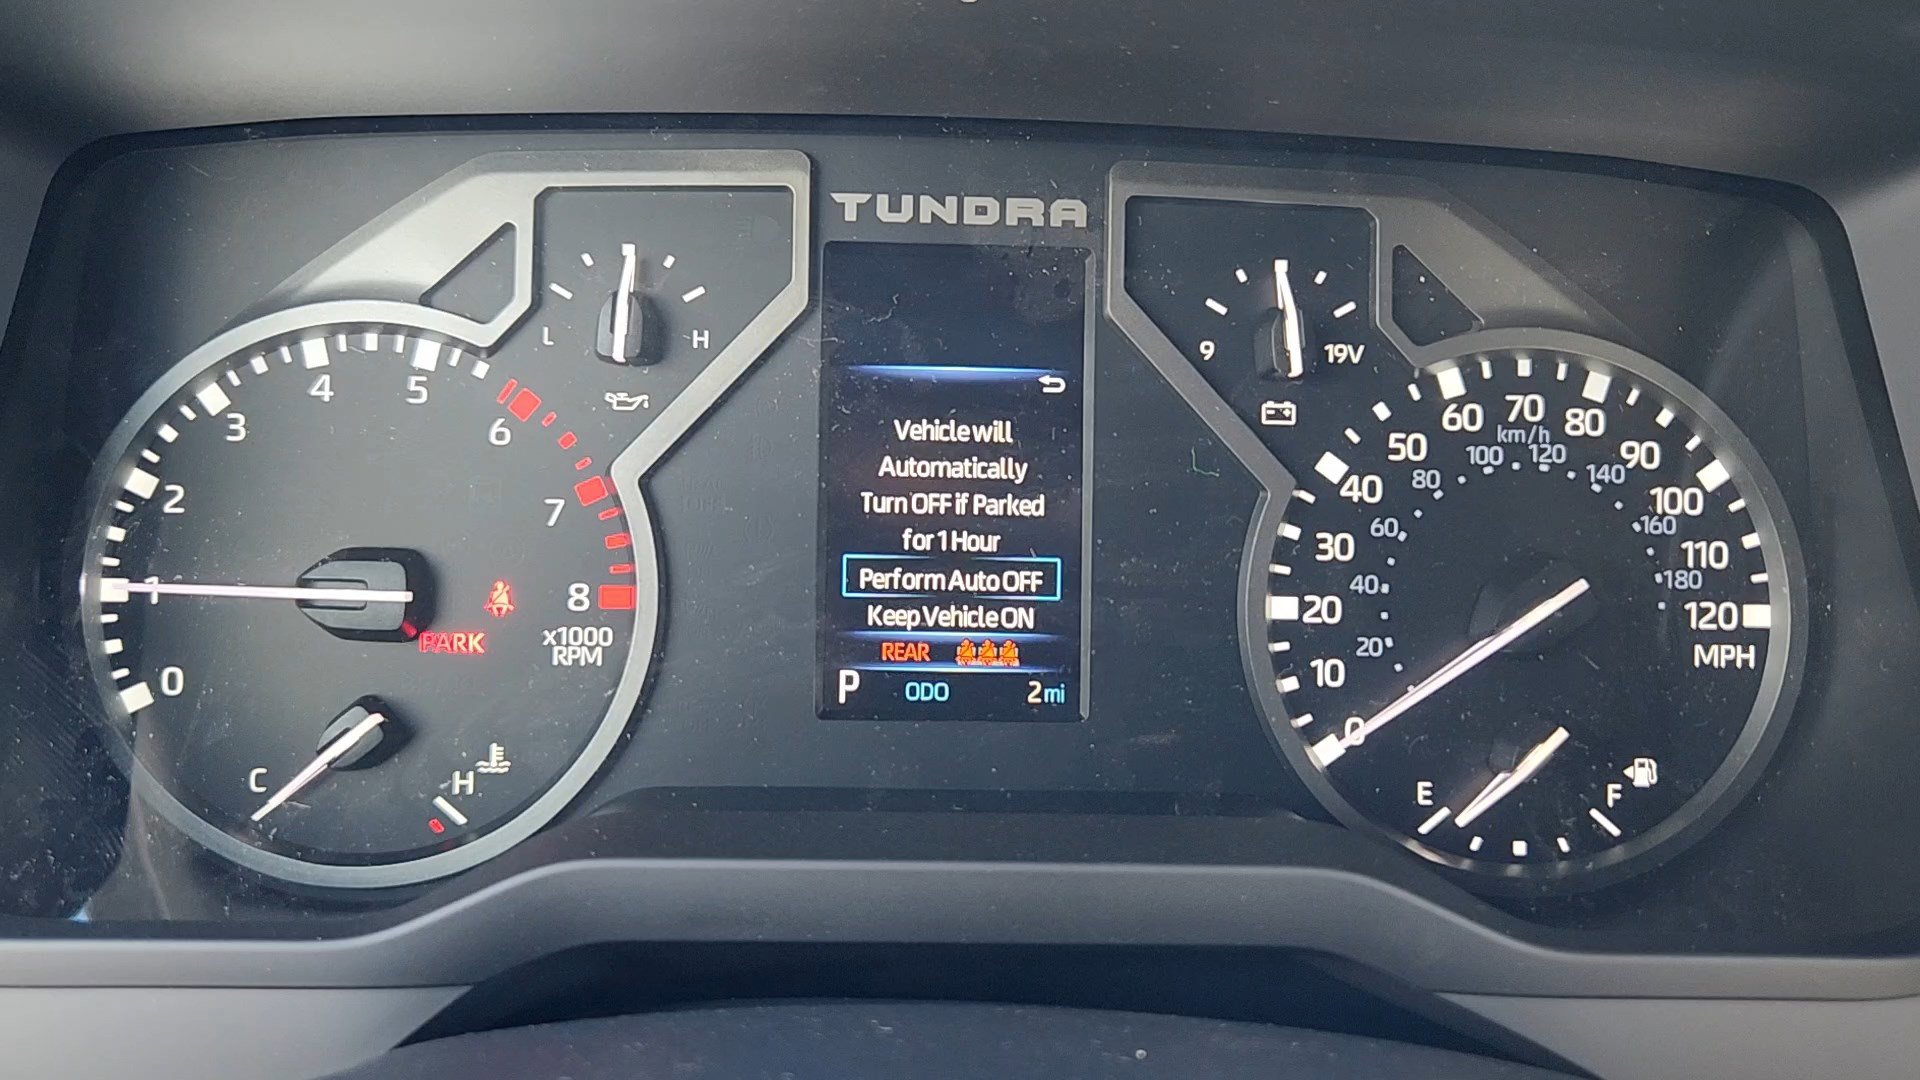 TUNDRA
L
H
9
19V
0
1
2
3
4
5
6
7
8
x1000
RPM
PARK
C
H
Vehicle will
Automatically
Turn OFF if Parked
for 1 Hour
Perform Auto OFF
Keep Vehicle ON
REAR
P ODO 2 mi
0
10
20
30
40
50
60
70
80
90
100
110
120
MPH
km/h
20
40
60
80
100
120
140
160
180
E
F